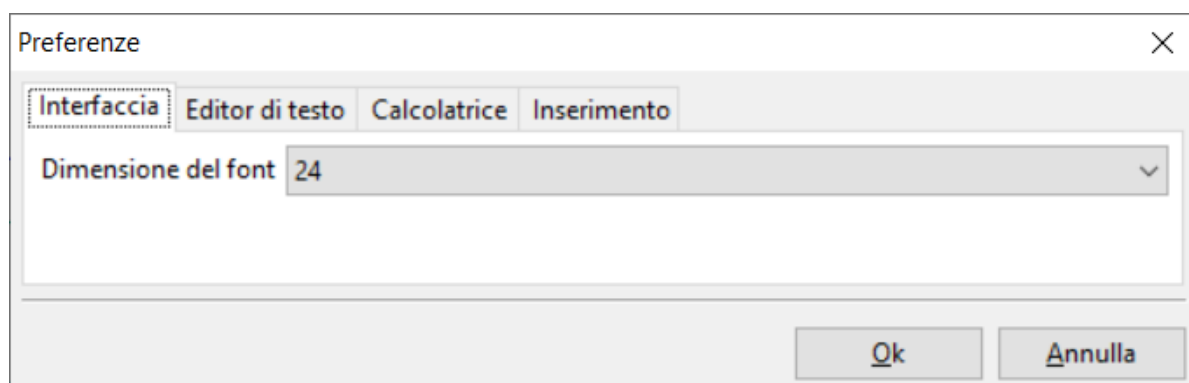 Preferenze
Interfaccia Editor di testo Calcolatrice Inserimento
Dimensione del font 24
Ok Annulla